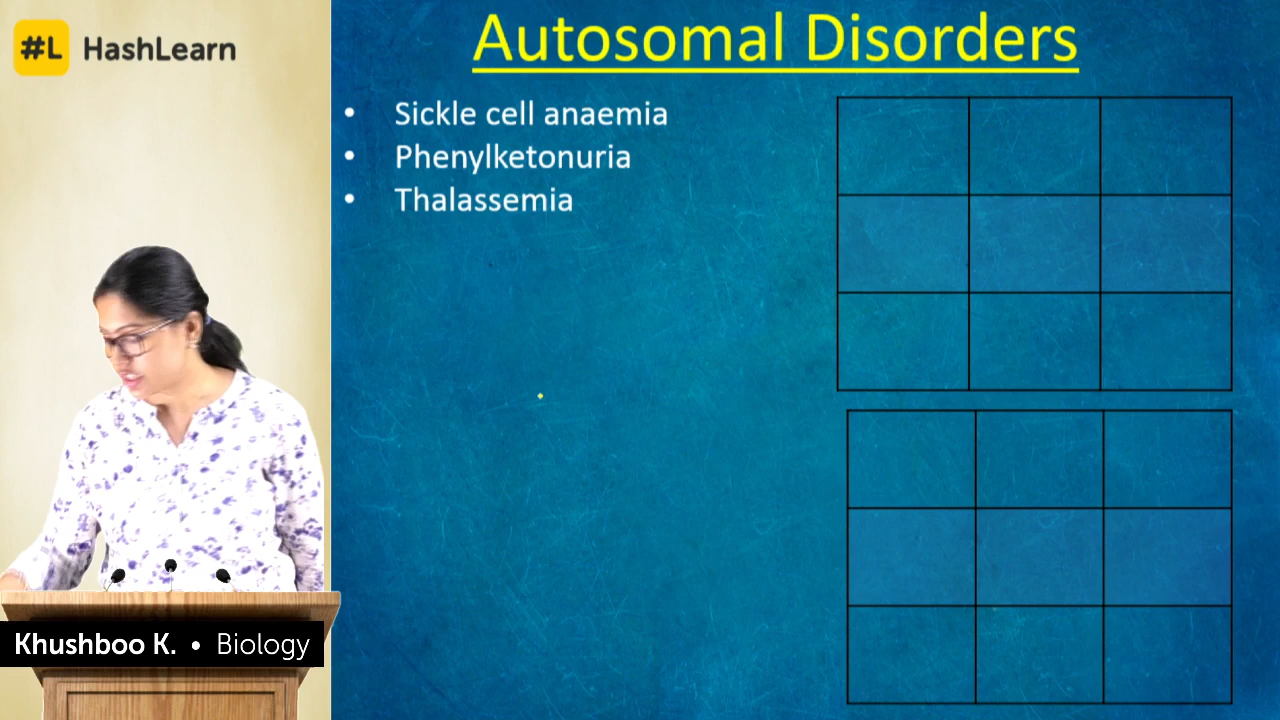 #L HashLearn
Autosomal Disorders
• Sickle cell anaemia
• Phenylketonuria
• Thalassemia
Khushboo K. • Biology